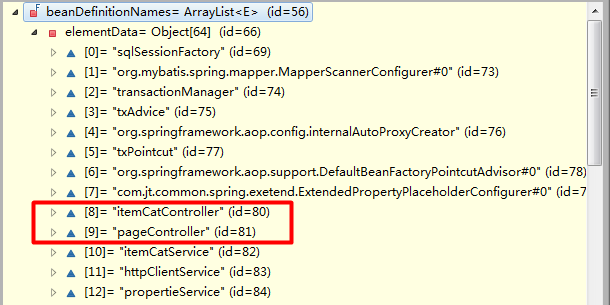 beanDefinitionNames= ArrayList<E> (id=56)
elementData= Object[64] (id=66)
[0]= "sqlSessionFactory" (id=69)
[1]= "org.mybatis.spring.mapper.MapperScannerConfigurer#0" (id=73)
[2]= "transactionManager" (id=74)
[3]= "txAdvice" (id=75)
[4]= "org.springframework.aop.config.internalAutoProxyCreator" (id=76)
[5]= "txPointcut" (id=77)
[6]= "org.springframework.aop.support.DefaultBeanFactoryPointcutAdvisor#0" (id=78)
[7]= "com.jt.common.spring.exetend.ExtendedPropertyPlaceholderConfigurer#0" (id=7
[8]= "itemCatController" (id=80)
[9]= "pageController" (id=81)
[10]= "itemCatService" (id=82)
[11]= "httpClientService" (id=83)
[12]= "propertieService" (id=84)